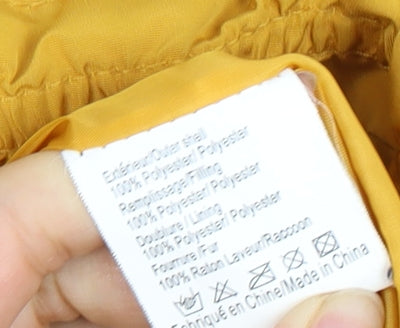 Extérieur/Outer shell
100% Polyester/ Polyester
Remplissage/Filling
100% Polyester/ Polyester
Doublure / Lining
100% Polyester/ Polyester
Fourrure /Fur
100% Raton Laveur/Raccoon
Fabriqué en China/Made in China